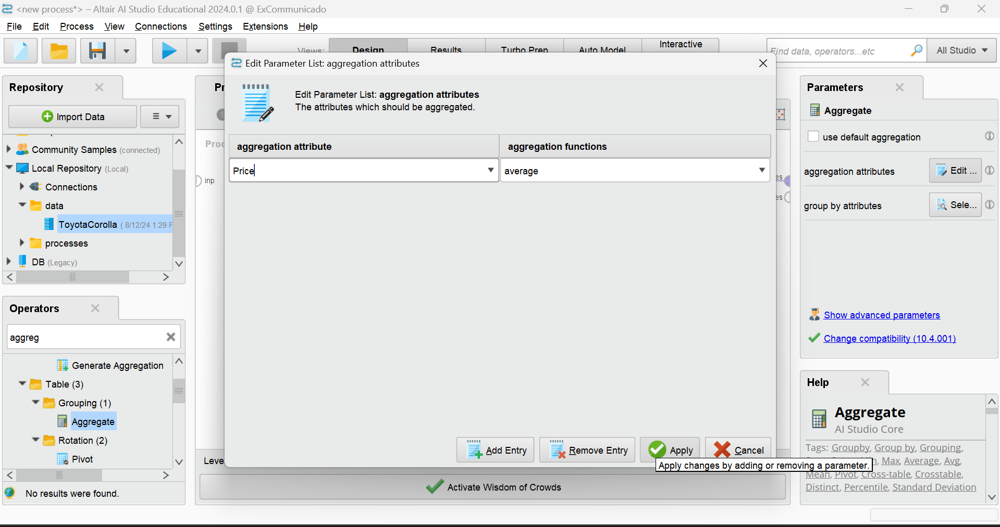 <new process*> – Altair AI Studio Educational 2024.0.1 @ ExCommunicado
File Edit Process View Connections Settings Extensions Help
Views: Design Results Turbo Prep Auto Model Interactive
Find data, operators...etc All Studio
Repository
Import Data
Community Samples (connected)
Local Repository (Local)
Connections
data
ToyotaCorolla ( 8/12/24 1:29
processes
DB (Legacy)
Operators
aggreg
Generate Aggregation
Table (3)
Grouping (1)
Aggregate
Rotation (2)
Pivot
No results were found.
inp
Edit Parameter List: aggregation attributes
Edit Parameter List: aggregation attributes
The attributes which should be aggregated.
aggregation attribute aggregation functions
Price average
Add Entry Remove Entry Apply Cancel
Apply changes by adding or removing a parameter.
Activate Wisdom of Crowds
Parameters
Aggregate
use default aggregation
aggregation attributes Edit ...
group by attributes Sele...
Show advanced parameters
Change compatibility (10.4.001)
Help
Aggregate
AI Studio Core
Tags: Groupby, Group by, Grouping,
Max, Average, Avg,
Mean, Pivot, Cross-table, Crosstable,
Distinct, Percentile, Standard Deviation